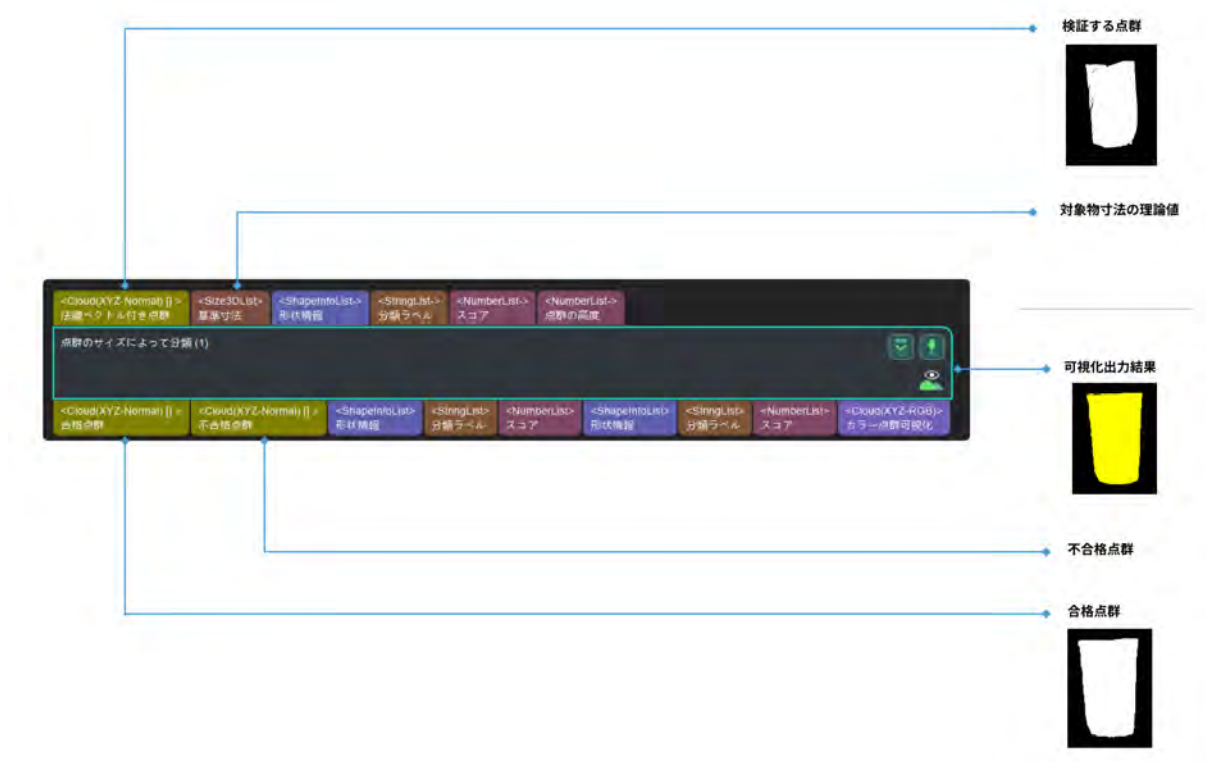 検証する点群
対象物寸法の理論値
<Cloud(XYZ-Normal) [] >
法線ベクトル付き点群
<Size3DList>
基準寸法
<ShapeInfoList->
形状情報
<StringList->
分類ラベル
<NumberList->
スコア
<NumberList->
点群の高度
点群のサイズによって分類 (1)
可視化出力結果
<Cloud(XYZ-Normal) [] >
合格点群
<Cloud(XYZ-Normal) [] >
不合格点群
<ShapeInfoList>
形状情報
<StringList>
分類ラベル
<NumberList>
スコア
<ShapeInfoList>
形状情報
<StringList>
分類ラベル
<NumberList>
スコア
<Cloud(XYZ-RGB)>
カラー点群可視化
不合格点群
合格点群